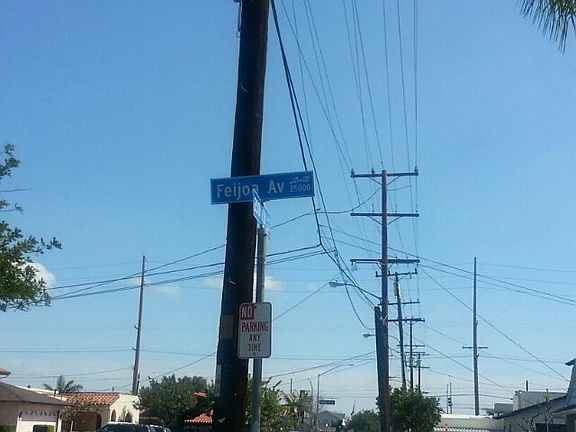 Feijoa Av
25000
NO
PARKING
ANY
TIME